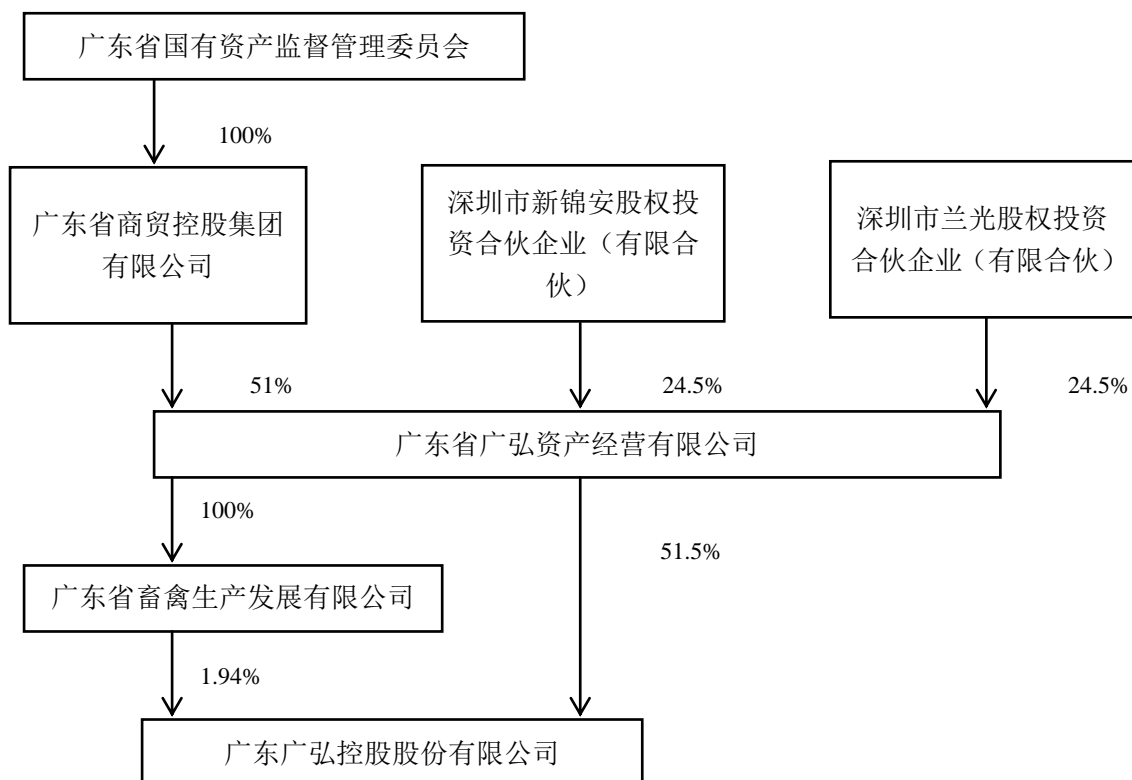 广东省国有资产监督管理委员会
100%
广东省商贸控股集团
有限公司
深圳市新锦安股权投
资合伙企业（有限合
伙）
深圳市兰光股权投资
合伙企业（有限合伙）
51%
24.5%
24.5%
广东省广弘资产经营有限公司
100%
51.5%
广东省畜禽生产发展有限公司
1.94%
广东广弘控股股份有限公司